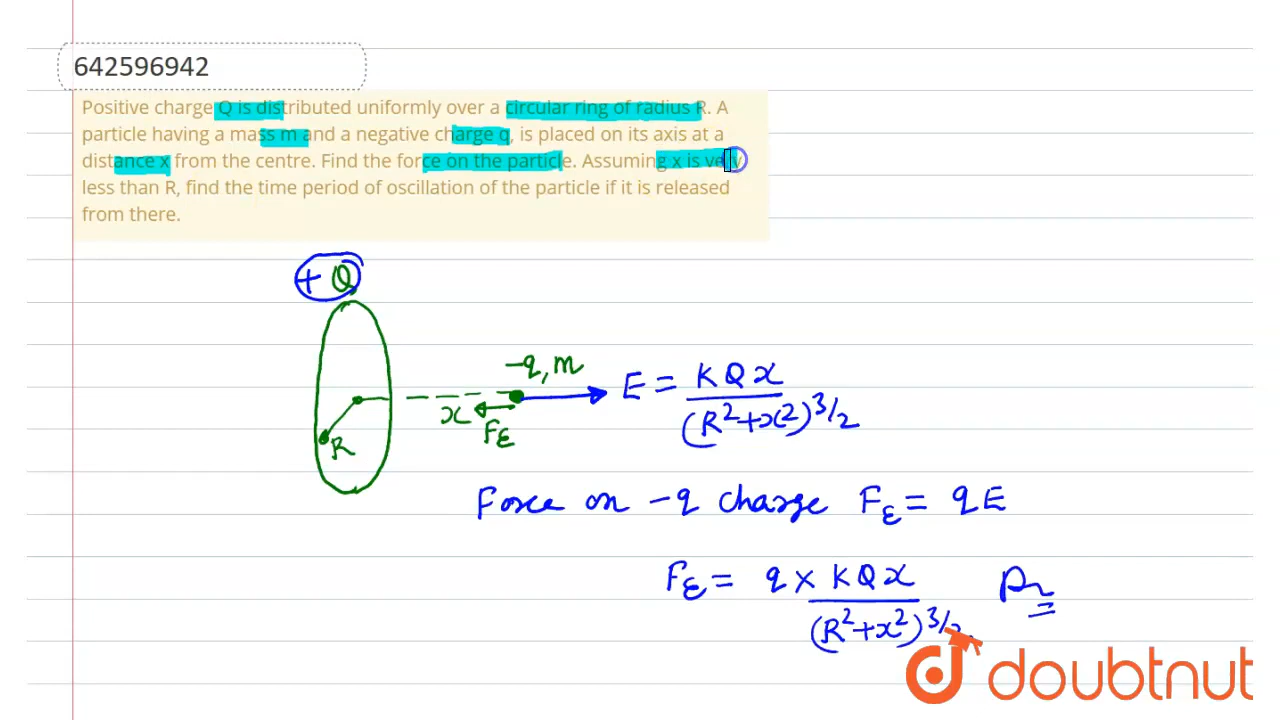 642596942
Positive charge Q is distributed uniformly over a circular ring of radius R. A
particle having a mass m and a negative charge q, is placed on its axis at a
distance x from the centre. Find the force on the particle. Assuming x is very
less than R, find the time period of oscillation of the particle if it is released
from there.
+ Q
-q, m
E = KQx / (R²+x²)^3/2
x
F_E
R
Force on -q charge F_E = qE
F_E = q × KQx / (R²+x²)^3/2
doubtnut